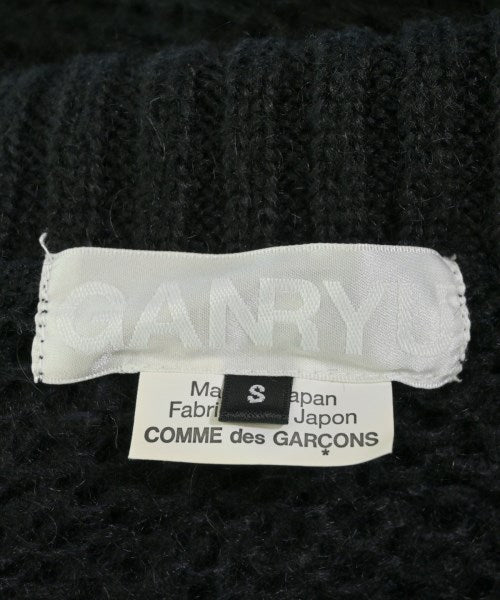 GANRYU
S
Ma apan
Fabri Japon
COMME des GARÇONS
*